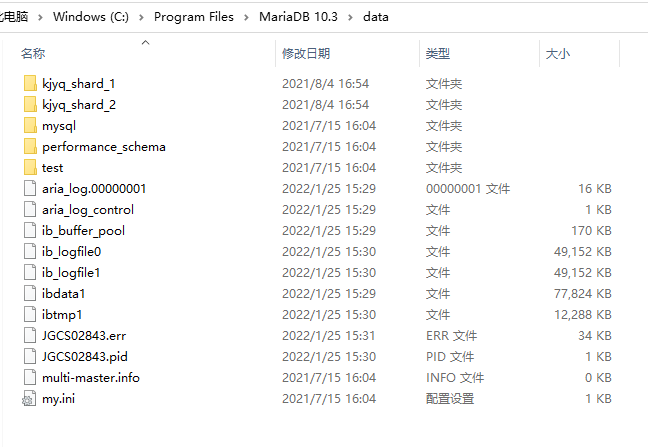 比电脑 > Windows (C:) > Program Files > MariaDB 10.3 > data
名称 修改日期 类型 大小
kjyq_shard_1 2021/8/4 16:54 文件夹
kjyq_shard_2 2021/8/4 16:54 文件夹
mysql 2021/7/15 16:04 文件夹
performance_schema 2021/7/15 16:04 文件夹
test 2021/7/15 16:04 文件夹
aria_log.00000001 2022/1/25 15:29 00000001 文件 16 KB
aria_log_control 2022/1/25 15:29 文件 1 KB
ib_buffer_pool 2022/1/25 15:29 文件 170 KB
ib_logfile0 2022/1/25 15:30 文件 49,152 KB
ib_logfile1 2022/1/25 15:30 文件 49,152 KB
ibdata1 2022/1/25 15:29 文件 77,824 KB
ibtmp1 2022/1/25 15:30 文件 12,288 KB
JGCS02843.err 2022/1/25 15:31 ERR 文件 34 KB
JGCS02843.pid 2022/1/25 15:30 PID 文件 1 KB
multi-master.info 2021/7/15 16:04 INFO 文件 0 KB
my.ini 2021/7/15 16:04 配置设置 1 KB